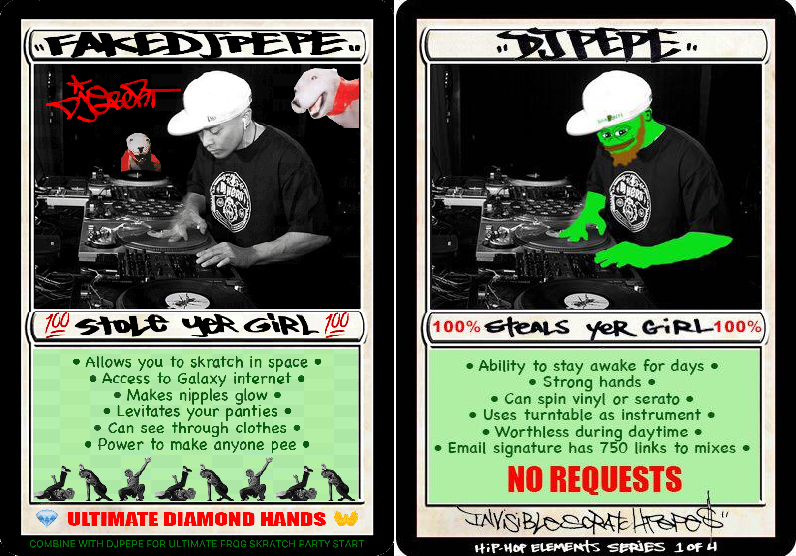 "FAKEDJPEPE"
100 STOLE YER GIRL 100
• Allows you to skratch in space •
• Access to Galaxy internet •
• Makes nipples glow •
• Levitates your panties •
• Can see through clothes •
• Power to make anyone pee •
💎 ULTIMATE DIAMOND HANDS 👐
COMBINE WITH DJPEPE FOR ULTIMATE FROG SKRATCH PARTY START
"DJPEPE"
100% STEALS YER GIRL 100%
• Ability to stay awake for days •
• Strong hands •
• Can spin vinyl or serato •
• Uses turntable as instrument •
• Worthless during daytime •
• Email signature has 750 links to mixes •
NO REQUESTS
HIP-HOP ELEMENTS SERIES 1 OF 4